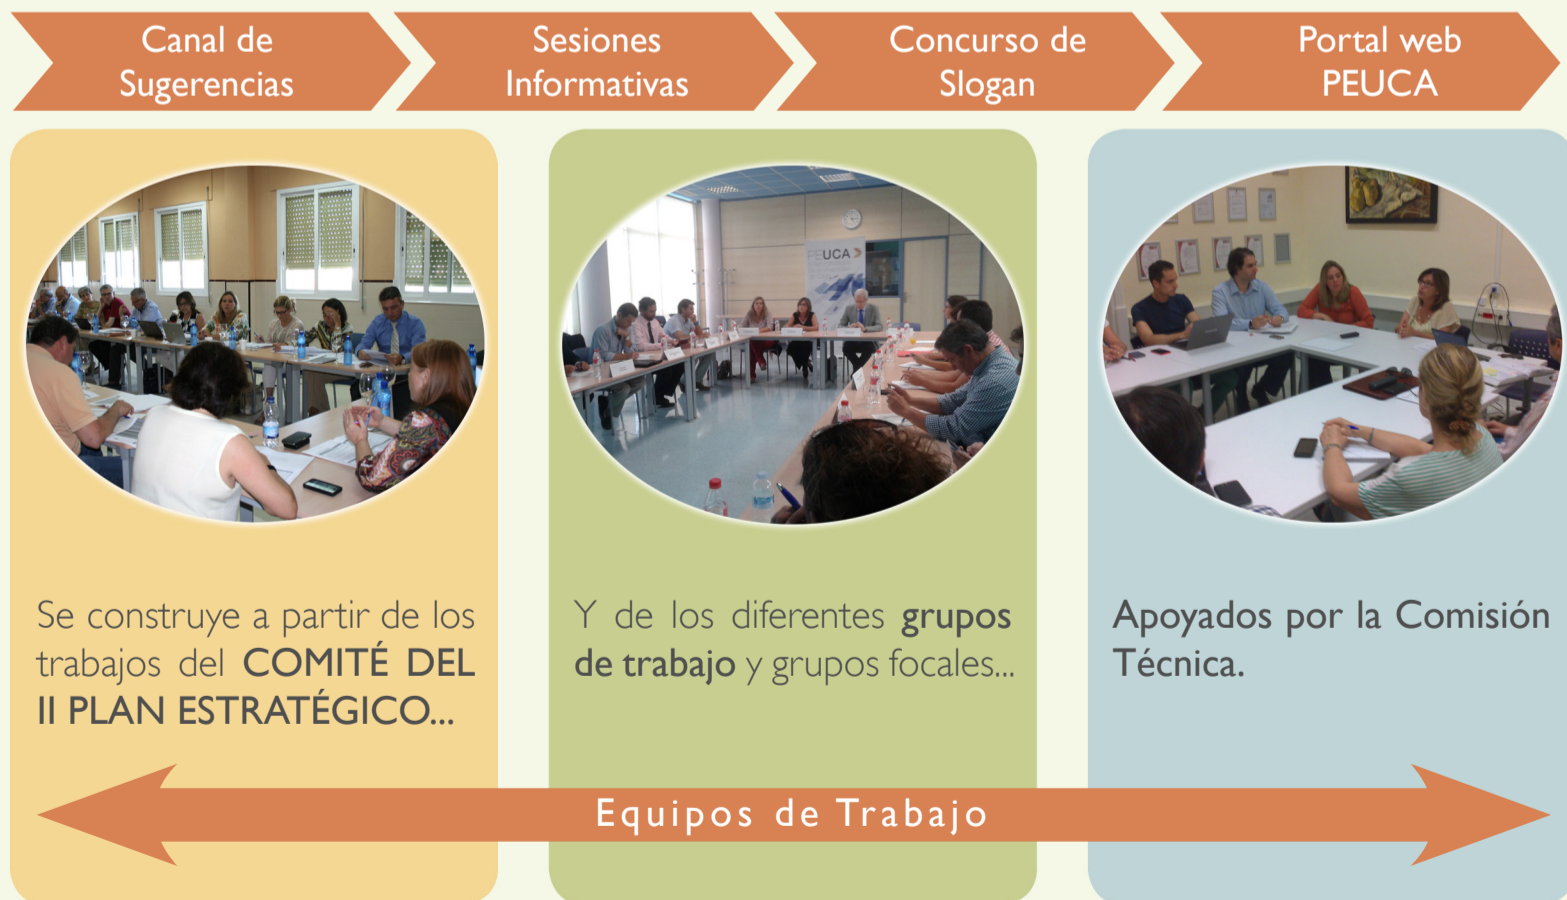 Canal de
Sugerencias
Sesiones
Informativas
Concurso de
Slogan
Portal web
PEUCA
PEUCA
Se construye a partir de los
trabajos del COMITÉ DEL
II PLAN ESTRATÉGICO...
Y de los diferentes grupos
de trabajo y grupos focales...
Apoyados por la Comisión
Técnica.
Equipos de Trabajo